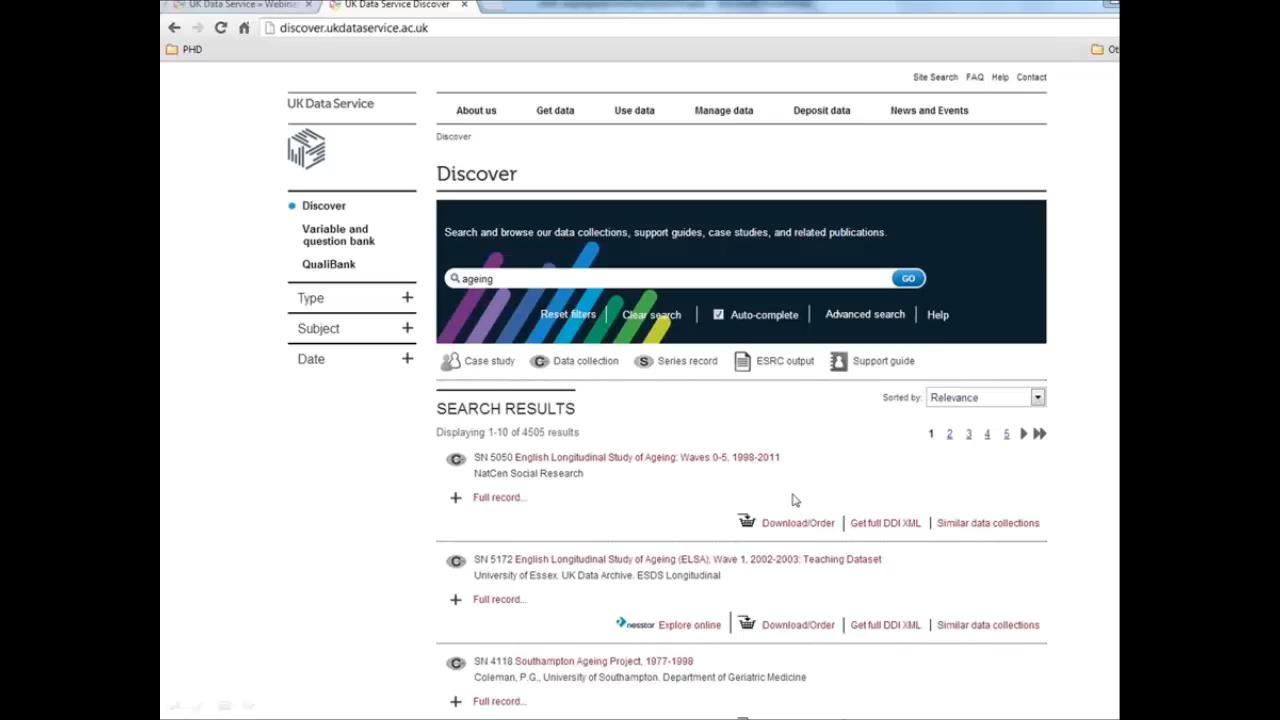 UK Data Service » Webina
UK Data Service Discover
discover.ukdataservice.ac.uk
PHD
Ot
Site Search FAQ Help Contact
UK Data Service
About us Get data Use data Manage data Deposit data News and Events
Discover
Discover
Discover
Variable and
question bank
QualiBank
Type
Subject
Date
Search and browse our data collections, support guides, case studies, and related publications.
ageing GO
Reset filters Clear search Auto-complete Advanced search Help
Case study C Data collection S Series record ESRC output Support guide
SEARCH RESULTS
Sorted by: Relevance
Displaying 1-10 of 4505 results
1 2 3 4 5
C SN 5050 English Longitudinal Study of Ageing: Waves 0-5, 1998-2011
NatCen Social Research
+ Full record...
Download/Order | Get full DDI XML | Similar data collections
C SN 5172 English Longitudinal Study of Ageing (ELSA); Wave 1, 2002-2003: Teaching Dataset
University of Essex. UK Data Archive. ESDS Longitudinal
+ Full record...
nesstar Explore online | Download/Order | Get full DDI XML | Similar data collections
C SN 4118 Southampton Ageing Project, 1977-1998
Coleman, P.G., University of Southampton. Department of Geriatric Medicine
+ Full record...